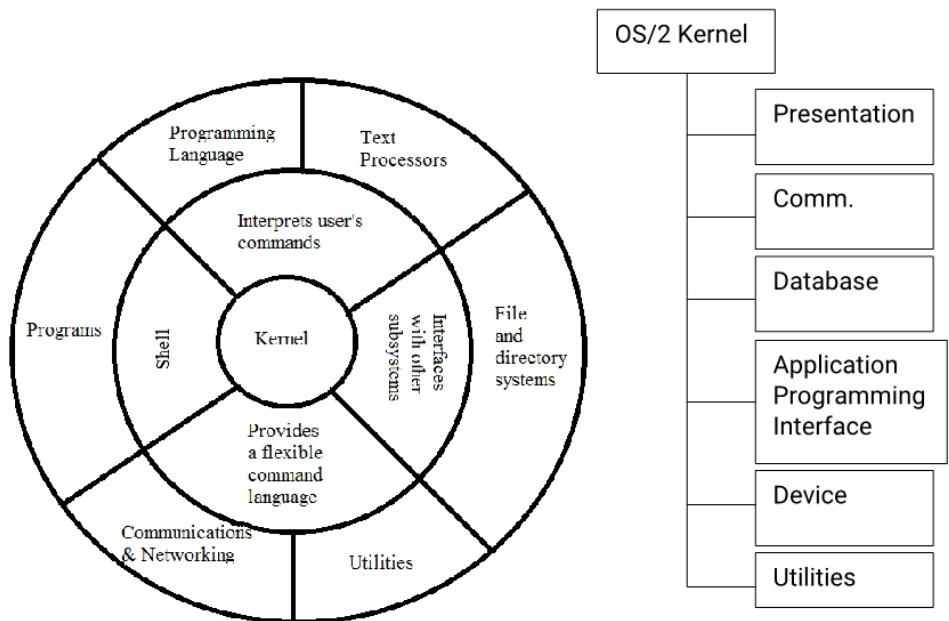 Programming
Language
Text
Processors
Interprets user's
commands
Programs
Shell
Kernel
Interfaces
with other
subsystems
File
and
directory
systems
Provides
a flexible
command
language
Communications
& Networking
Utilities
OS/2 Kernel
Presentation
Comm.
Database
Application
Programming
Interface
Device
Utilities